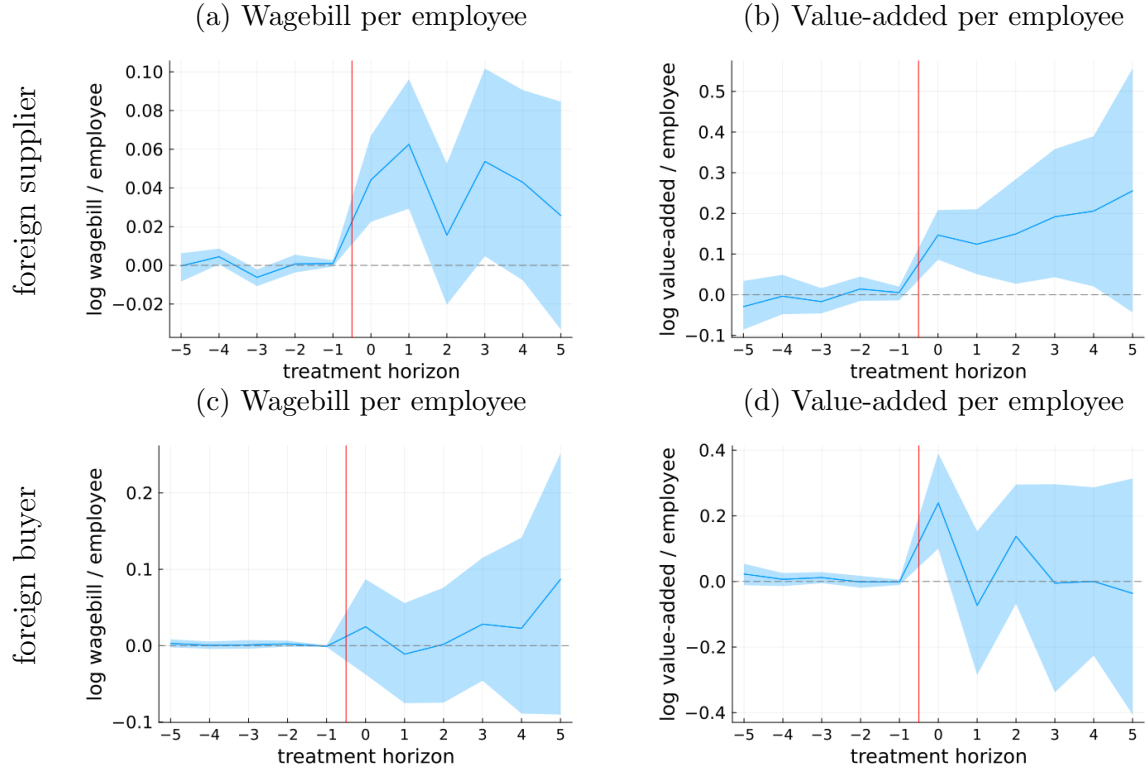 (a) Wagebill per employee
(b) Value-added per employee
foreign supplier
log wagebill / employee
0.10
0.08
0.06
0.04
0.02
0.00
−0.02
−5 −4 −3 −2 −1 0 1 2 3 4 5
treatment horizon
log value-added / employee
0.5
0.4
0.3
0.2
0.1
0.0
−0.1
−5 −4 −3 −2 −1 0 1 2 3 4 5
treatment horizon
(c) Wagebill per employee
(d) Value-added per employee
foreign buyer
log wagebill / employee
0.2
0.1
0.0
−0.1
−5 −4 −3 −2 −1 0 1 2 3 4 5
treatment horizon
log value-added / employee
0.4
0.2
0.0
−0.2
−0.4
−5 −4 −3 −2 −1 0 1 2 3 4 5
treatment horizon